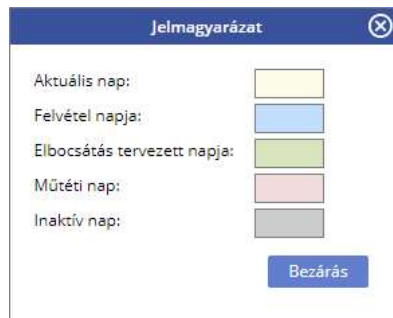 Jelmagyarázat
Aktuális nap:
Felvétel napja:
Elbocsátás tervezett napja:
Műtéti nap:
Inaktív nap:
Bezárás